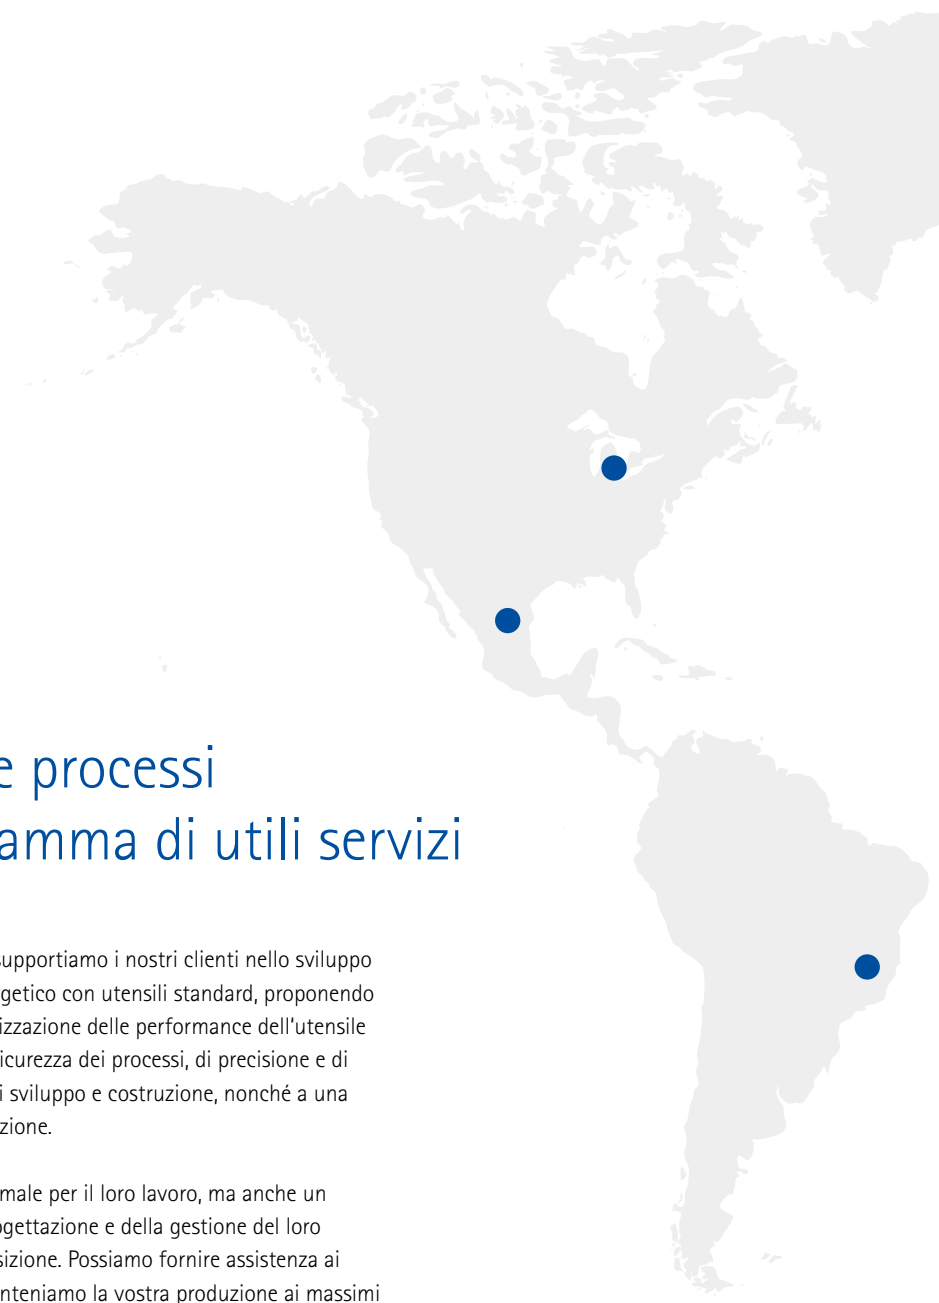 e processi
amma di utili servizi
supportiamo i nostri clienti nello sviluppo
getico con utensili standard, proponendo
izzazione delle performance dell'utensile
icurezza dei processi, di precisione e di
i sviluppo e costruzione, nonché a una
zione.
male per il loro lavoro, ma anche un
ogettazione e della gestione del loro
sizione. Possiamo fornire assistenza ai
nteniamo la vostra produzione ai massimi